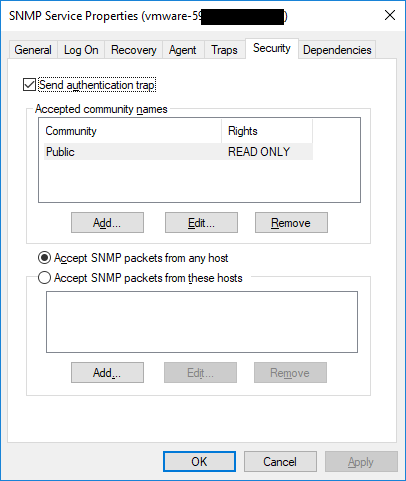 SNMP Service Properties (vmware-59 )
General Log On Recovery Agent Traps Security Dependencies
Send authentication trap
Accepted community names
Community Rights
Public READ ONLY
Add... Edit... Remove
Accept SNMP packets from any host
Accept SNMP packets from these hosts
Add... Edit... Remove
OK Cancel Apply